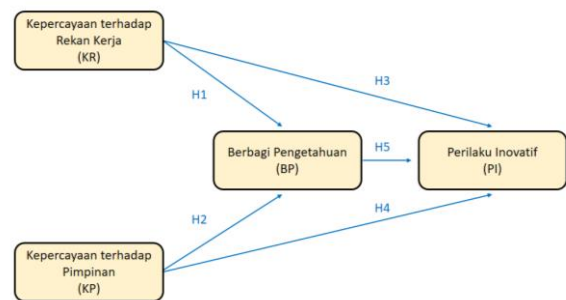 Kepercayaan terhadap
Rekan Kerja
(KR)
H1
H3
Berbagi Pengetahuan
(BP)
H5
Perilaku Inovatif
(PI)
H2
H4
Kepercayaan terhadap
Pimpinan
(KP)